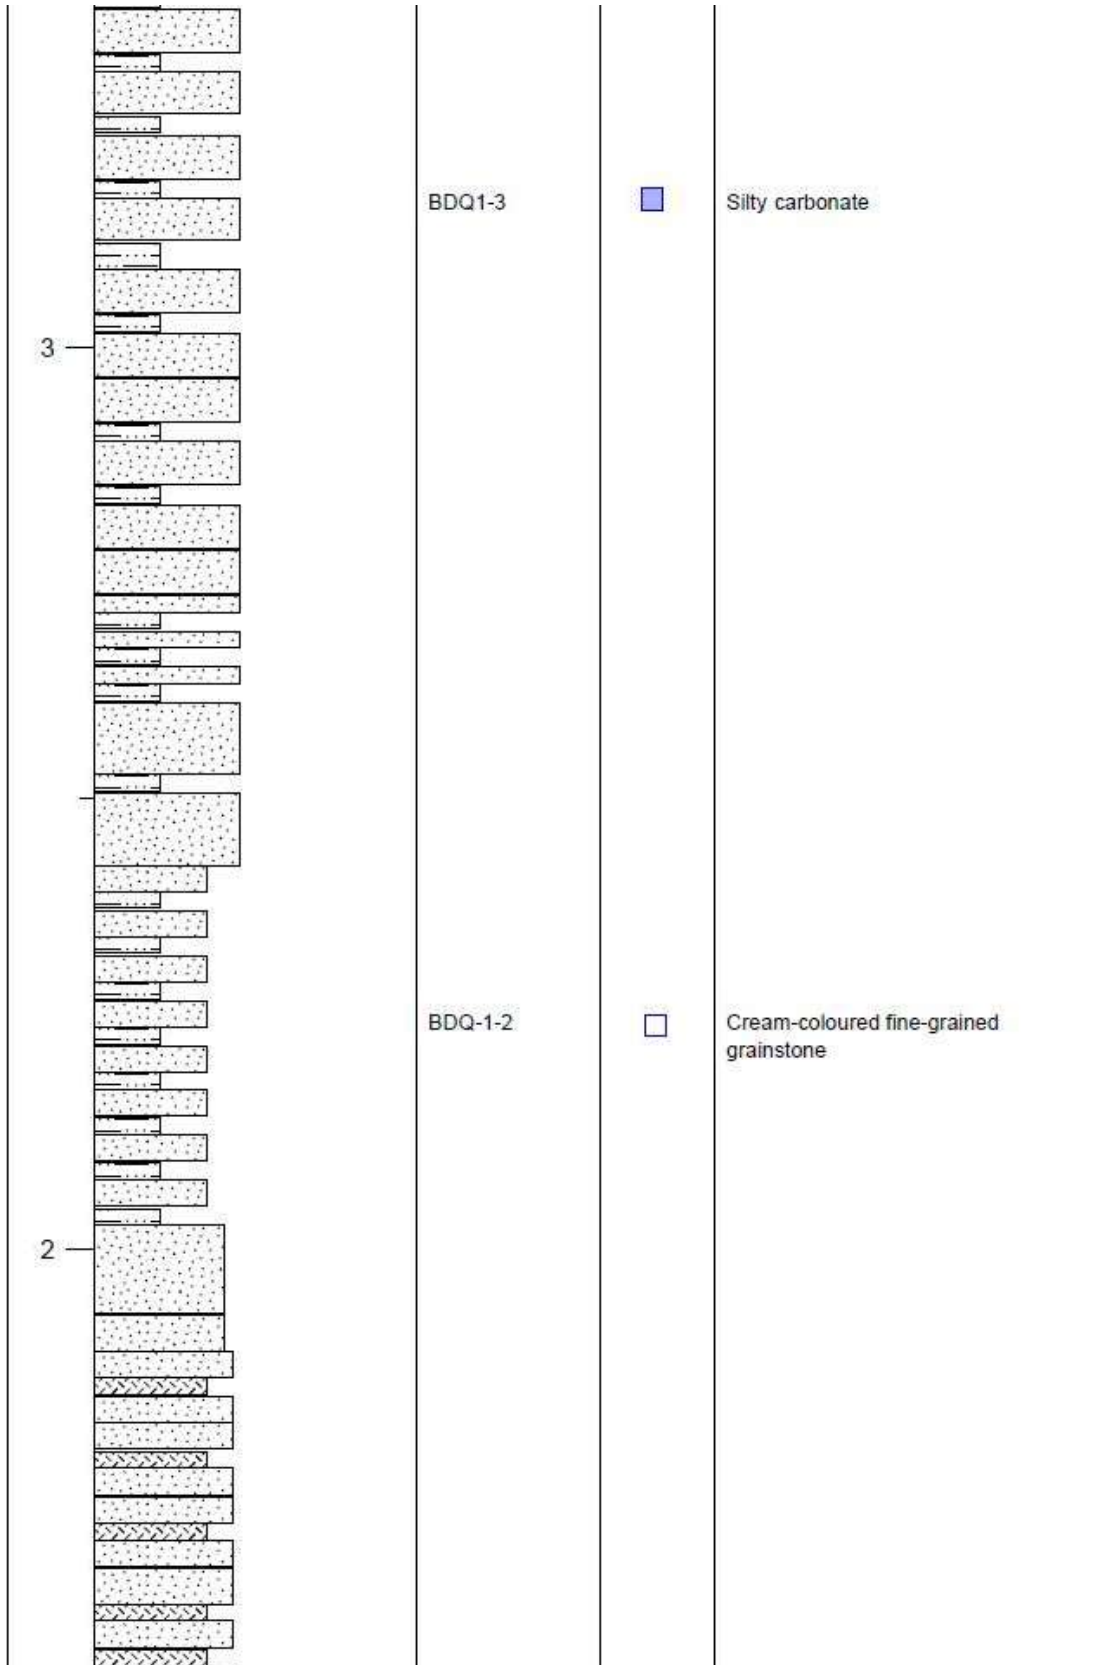 BDQ1-3
Silty carbonate
3
BDQ-1-2
Cream-coloured fine-grained
grainstone
2